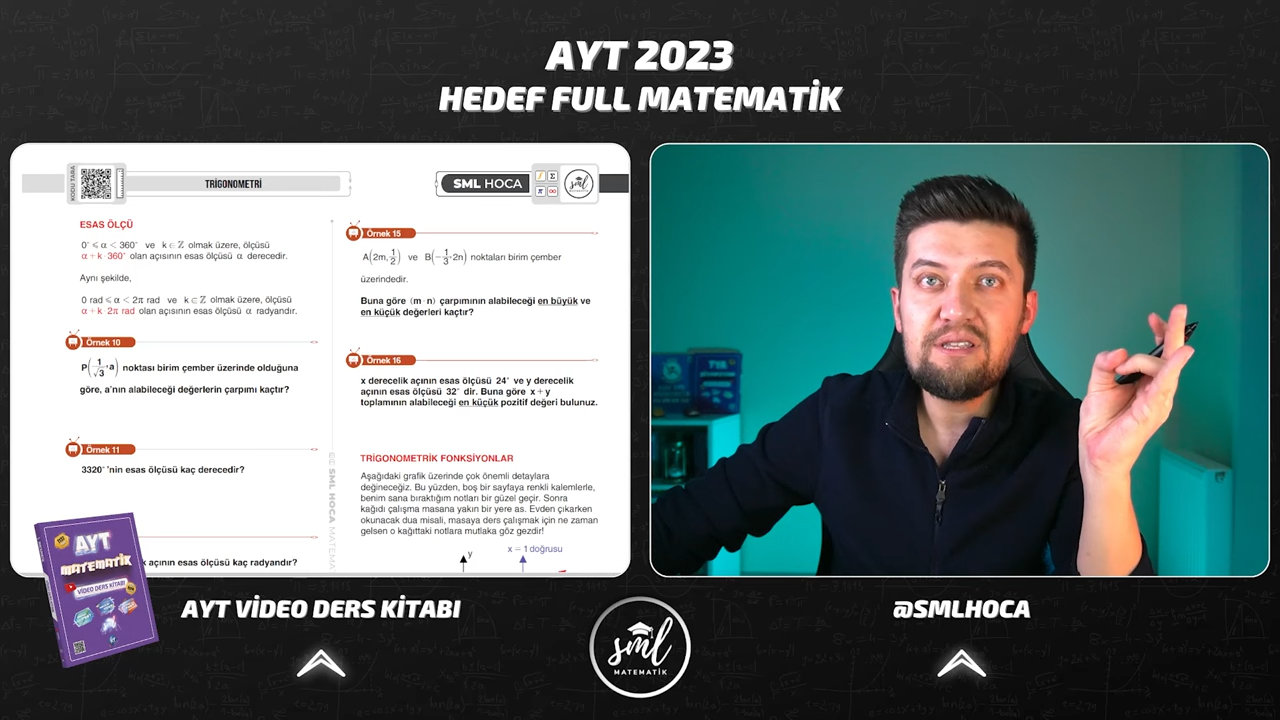 AYT 2023
HEDEF FULL MATEMATİK
KODU TARA
TRİGONOMETRİ
SML HOCA
ƒ Σ
π ∞
sml
ESAS ÖLÇÜ
0° ⩽ α < 360° ve k ∈ Z olmak üzere, ölçüsü
α + k · 360° olan açısının esas ölçüsü α derecedir.
Aynı şekilde,
0 rad ⩽ α < 2π rad ve k ∈ Z olmak üzere, ölçüsü
α + k · 2π rad olan açısının esas ölçüsü α radyandır.
Örnek 10
P(1/√3, a) noktası birim çember üzerinde olduğuna
göre, a'nın alabileceği değerlerin çarpımı kaçtır?
Örnek 11
3320° 'nin esas ölçüsü kaç derecedir?
k açının esas ölçüsü kaç radyandır?
SML HOCA MATEMA
Örnek 15
A(2m, 1/2) ve B(-1/3, 2n) noktaları birim çember
üzerindedir.
Buna göre (m · n) çarpımının alabileceği en büyük ve
en küçük değerleri kaçtır?
Örnek 16
x derecelik açının esas ölçüsü 24° ve y derecelik
açının esas ölçüsü 32° dir. Buna göre x + y
toplamının alabileceği en küçük pozitif değeri bulunuz.
TRİGONOMETRİK FONKSİYONLAR
Aşağıdaki grafik üzerinde çok önemli detaylara
değineceğiz. Bu yüzden, boş bir sayfaya renkli kalemlerle,
benim sana bıraktığım notları bir güzel geçir. Sonra
kağıdı çalışma masana yakın bir yere as. Evden çıkarken
okunacak dua misali, masaya ders çalışmak için ne zaman
gelsen o kağıttaki notlara mutlaka göz gezdir!
y
x = 1 doğrusu
AYT
MATEMATİK
VİDEO DERS KİTABI
AYT VİDEO DERS KİTABI
sml
MATEMATİK
@SMLHOCA